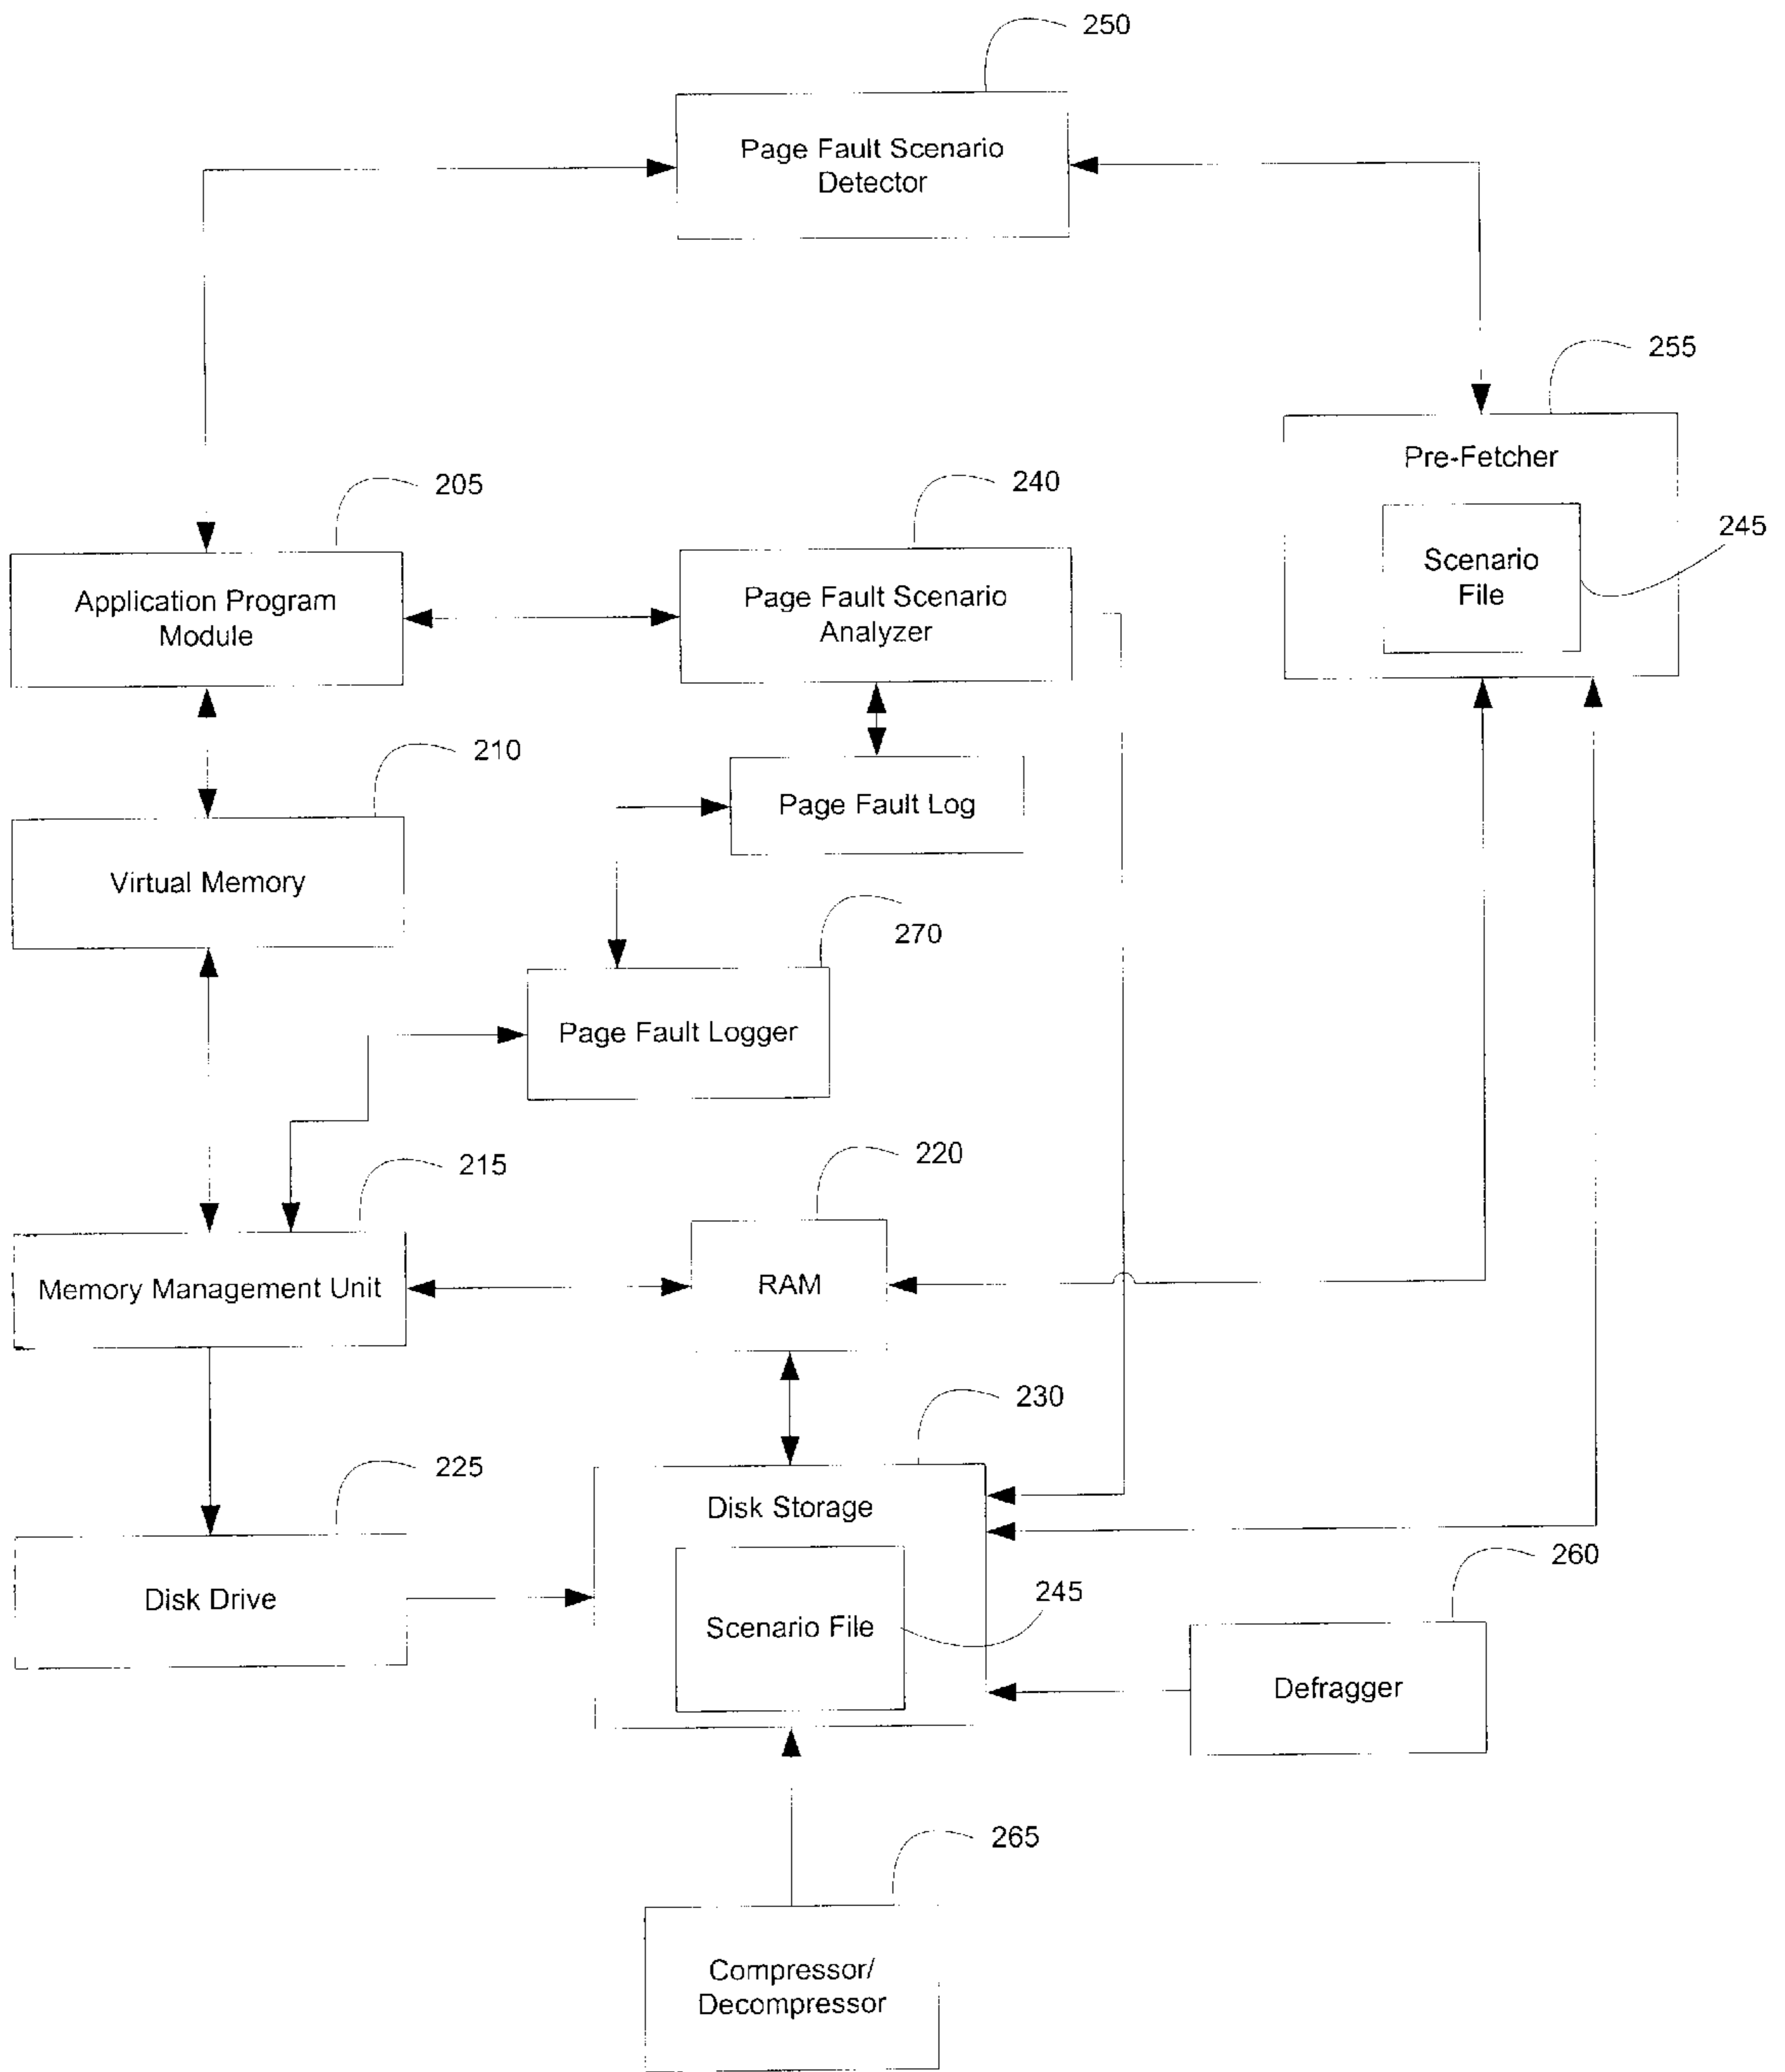 250
Page Fault Scenario
Detector
255
Pre-Fetcher
205
240
245
Scenario
File
Application Program
Module
Page Fault Scenario
Analyzer
210
Page Fault Log
Virtual Memory
270
Page Fault Logger
215
220
Memory Management Unit
RAM
230
225
Disk Storage
260
Disk Drive
245
Scenario File
Defragger
265
Compressor/
Decompressor